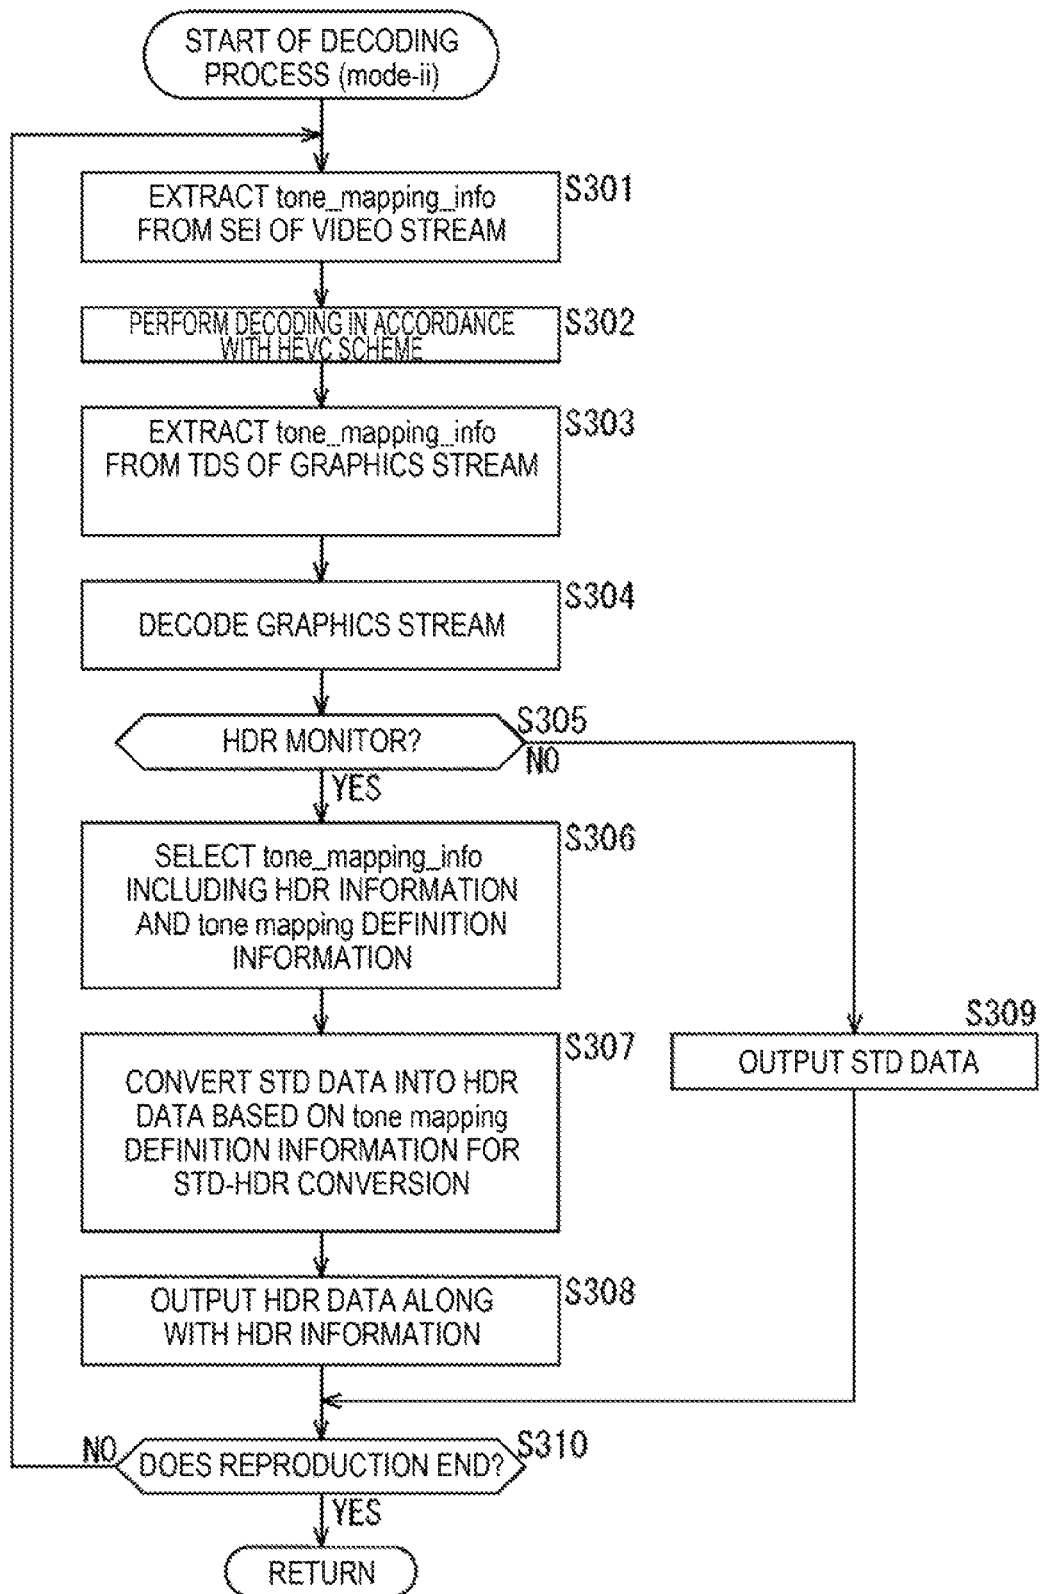 START OF DECODING
PROCESS (mode-ii)
S301
EXTRACT tone_mapping_info
FROM SEI OF VIDEO STREAM
S302
PERFORM DECODING IN ACCORDANCE
WITH HEVC SCHEME
S303
EXTRACT tone_mapping_info
FROM TDS OF GRAPHICS STREAM
S304
DECODE GRAPHICS STREAM
S305
HDR MONITOR?
NO
YES
S306
SELECT tone_mapping_info
INCLUDING HDR INFORMATION
AND tone mapping DEFINITION
INFORMATION
S307
CONVERT STD DATA INTO HDR
DATA BASED ON tone mapping
DEFINITION INFORMATION FOR
STD-HDR CONVERSION
S309
OUTPUT STD DATA
S308
OUTPUT HDR DATA ALONG
WITH HDR INFORMATION
S310
NO
DOES REPRODUCTION END?
YES
RETURN